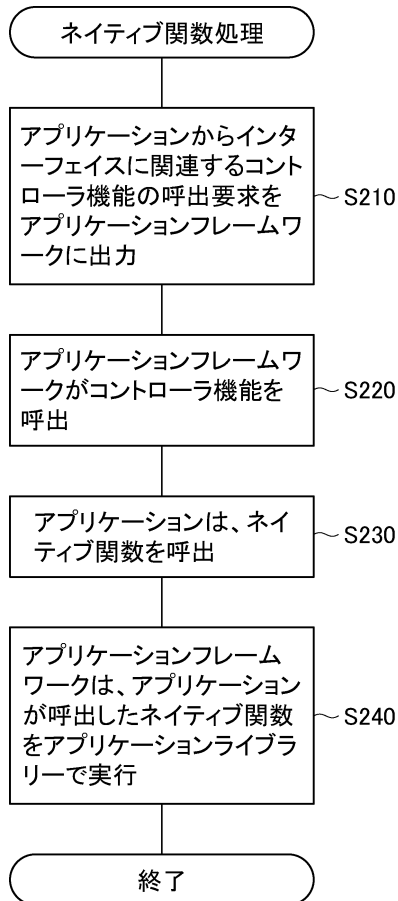 ネイティブ関数処理
アプリケーションからインタ
ーフェイスに関連するコント
ローラ機能の呼出要求を
アプリケーションフレームワ
ークに出力
S210
アプリケーションフレームワ
ークがコントローラ機能を
呼出
S220
アプリケーションは、ネイ
ティブ関数を呼出
S230
アプリケーションフレーム
ワークは、アプリケーション
が呼出したネイティブ関数
をアプリケーションライブラ
リーで実行
S240
終了